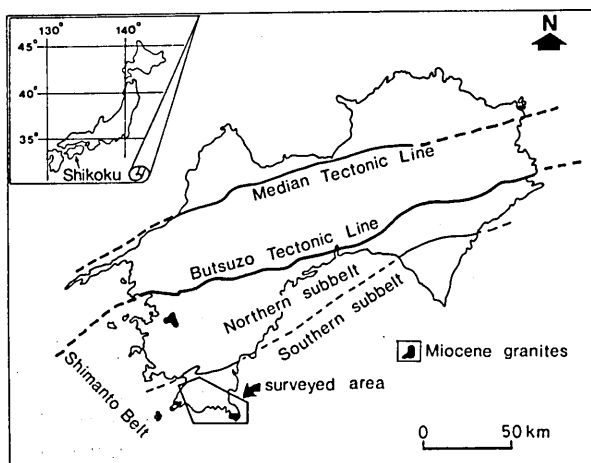 130° 140°
45°
40°
35°
Shikoku
N
Median Tectonic Line
Butsuzo Tectonic Line
Northern subbelt
Southern subbelt
Shimanto Belt
Miocene granites
surveyed area
0 50 km